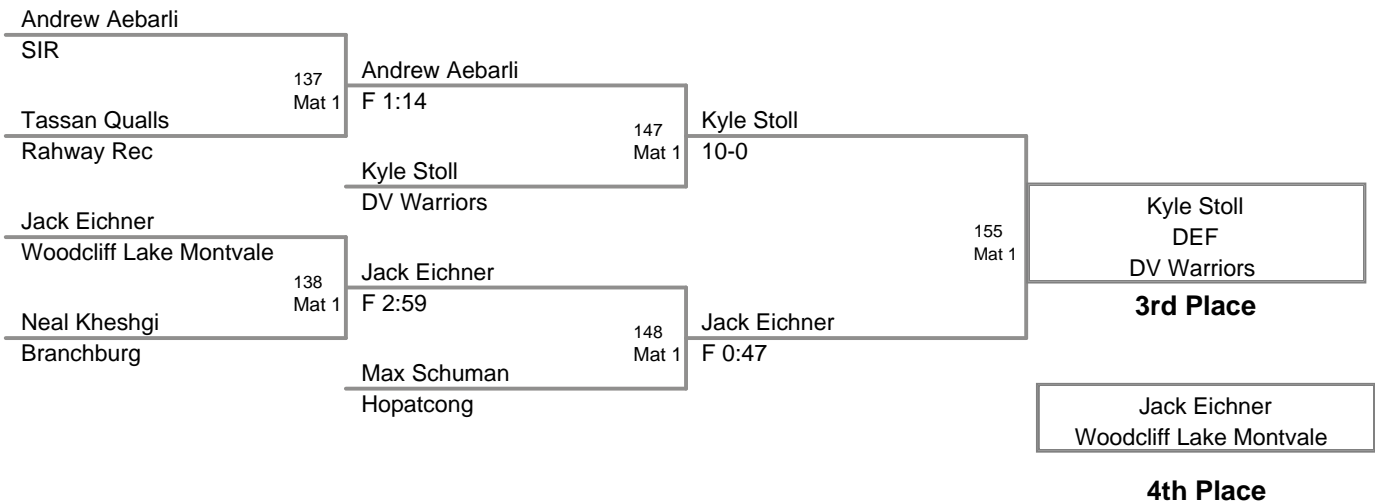 Andrew Aebarli
SIR
137
Mat 1
Tassan Qualls
Rahway Rec
Jack Eichner
Woodcliff Lake Montvale
138
Mat 1
Neal Kheshgi
Branchburg
Andrew Aebarli
F 1:14
147
Mat 1
Kyle Stoll
DV Warriors
Jack Eichner
F 2:59
148
Mat 1
Max Schuman
Hopatcong
Kyle Stoll
10-0
155
Mat 1
Jack Eichner
F 0:47
Kyle Stoll
DEF
DV Warriors
3rd Place
Jack Eichner
Woodcliff Lake Montvale
4th Place